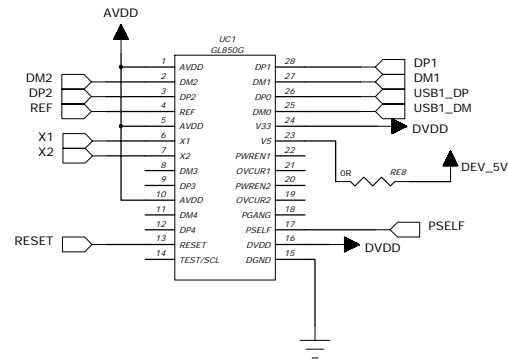 AVDD
UC1
GL850G
1 AVDD DP1 28 DP1
DM2 2 DM2 DM1 27 DM1
DP2 3 DP2 DP0 26 USB1_DP
REF 4 REF DM0 25 USB1_DM
5 AVDD V33 24 DVDD
X1 6 X1 V5 23
X2 7 X2 PWREN1 22
DEV_5V
8 DM3 OVCUR1 21
0R RE8
9 DP3 PWREN2 20
10 AVDD OVCUR2 19
11 DM4 PGANG 18
12 DP4 PSELF 17 PSELF
RESET 13 RESET DVDD 16 DVDD
14 TEST/SCL DGND 15